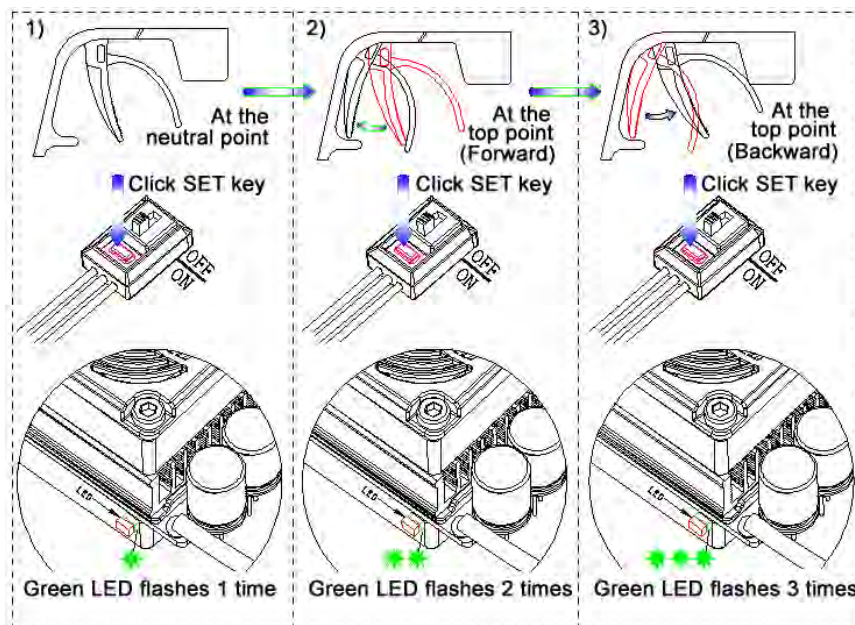 1)
At the
neutral point
Click SET key
OFF
ON
LED
Green LED flashes 1 time
2)
At the
top point
(Forward)
Click SET key
OFF
ON
LED
Green LED flashes 2 times
3)
At the
top point
(Backward)
Click SET key
OFF
ON
LED
Green LED flashes 3 times